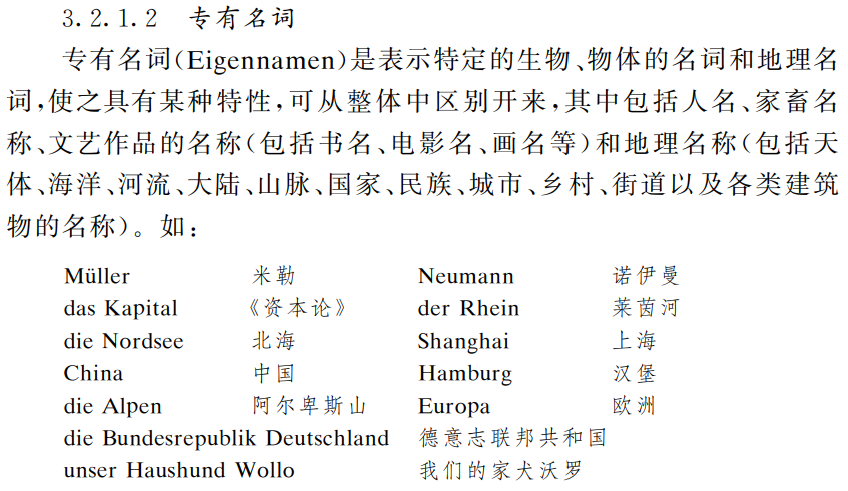 3.2.1.2 专有名词
专有名词(Eigennamen)是表示特定的生物、物体的名词和地理名
词,使之具有某种特性,可从整体中区别开来,其中包括人名、家畜名
称、文艺作品的名称(包括书名、电影名、画名等)和地理名称(包括天
体、海洋、河流、大陆、山脉、国家、民族、城市、乡村、街道以及各类建筑
物的名称)。如:
Müller 米勒 Neumann 诺伊曼
das Kapital 《资本论》 der Rhein 莱茵河
die Nordsee 北海 Shanghai 上海
China 中国 Hamburg 汉堡
die Alpen 阿尔卑斯山 Europa 欧洲
die Bundesrepublik Deutschland 德意志联邦共和国
unser Haushund Wollo 我们的家犬沃罗